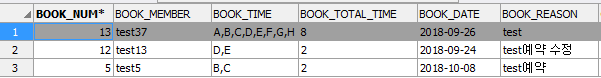 BOOK_NUM* BOOK_MEMBER BOOK_TIME BOOK_TOTAL_TIME BOOK_DATE BOOK_REASON
1 13 test37 A,B,C,D,E,F,G,H 8 2018-09-26 test
2 12 test13 D,E 2 2018-09-24 test예약 수정
3 5 test5 B,C 2 2018-10-08 test예약